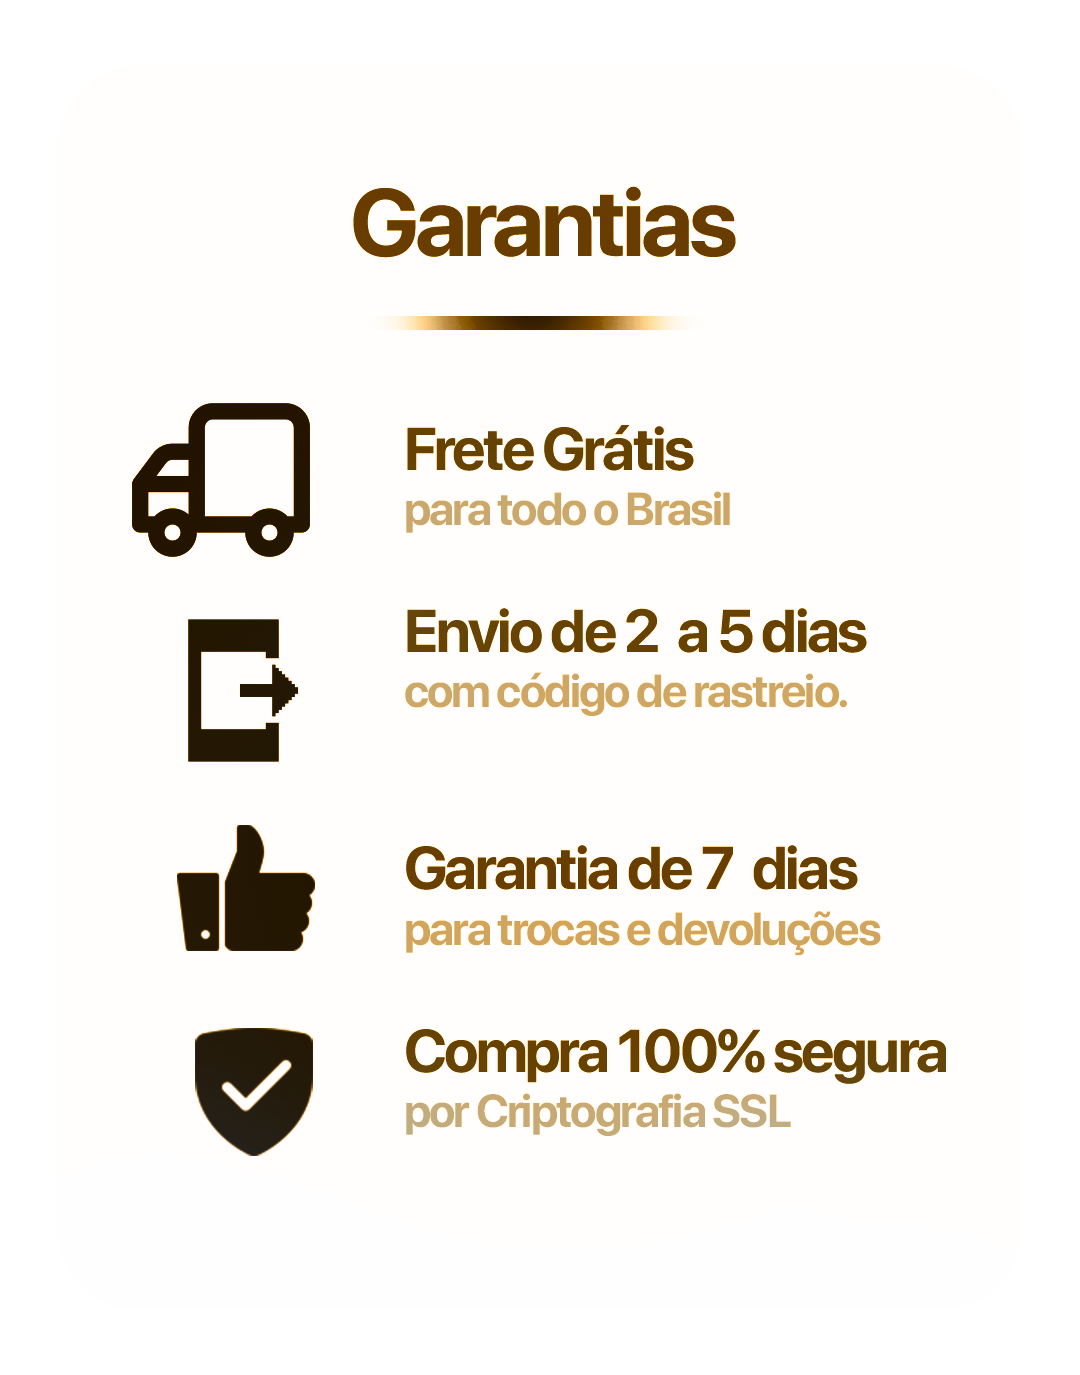 Garantias
Frete Grátis
para todo o Brasil
Envio de 2 a 5 dias
com código de rastreio.
Garantia de 7 dias
para trocas e devoluções
Compra 100% segura
por Criptografia SSL